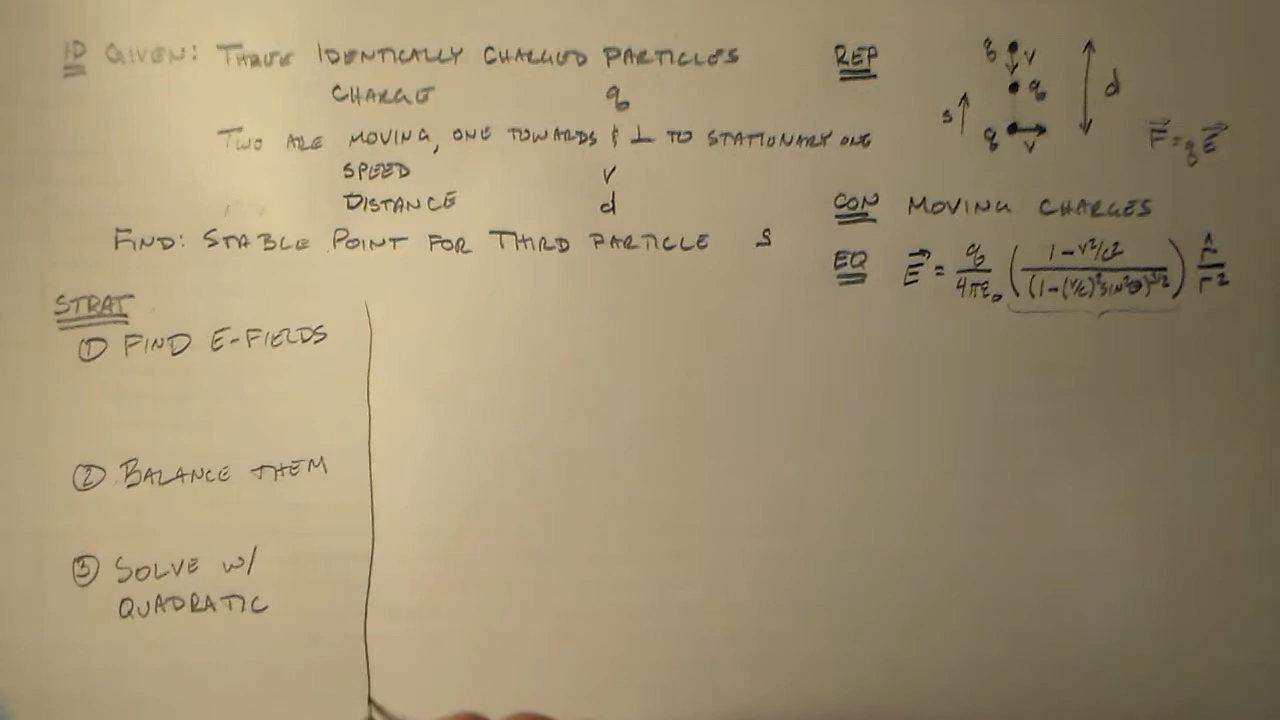 ID GIVEN: THREE IDENTICALLY CHARGED PARTICLES
CHARGE q
TWO ARE MOVING, ONE TOWARDS & ⊥ TO STATIONARY ONE
SPEED v
DISTANCE d
FIND: STABLE POINT FOR THIRD PARTICLE s
REP
q v
q
d
s
q v
F⃗ = qE⃗
CON MOVING CHARGES
EQ E⃗ = q/4πε₀ ( 1-v²/c² / (1-(v/c)² sin²θ)^3/2 ) r̂/r²
STRAT
① FIND E-FIELDS
② BALANCE THEM
③ SOLVE W/
QUADRATIC